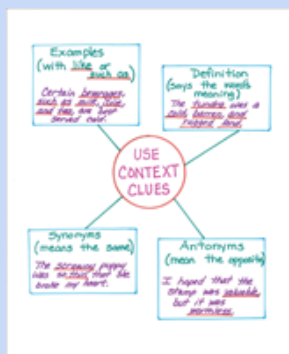 Examples
(with like or
such as)
Certain beverages,
such as milk, juice,
and tea, are best
served cold.
Definition
(says the word's
meaning)
The tundra was a
cold, barren, and
rugged land.
USE
CONTEXT
CLUES
Synonyms
(means the same)
The scrawny puppy
was so thin that he
broke my heart.
Antonyms
(mean the opposite)
I hoped that the
stamp was valuable,
but it was
worthless.